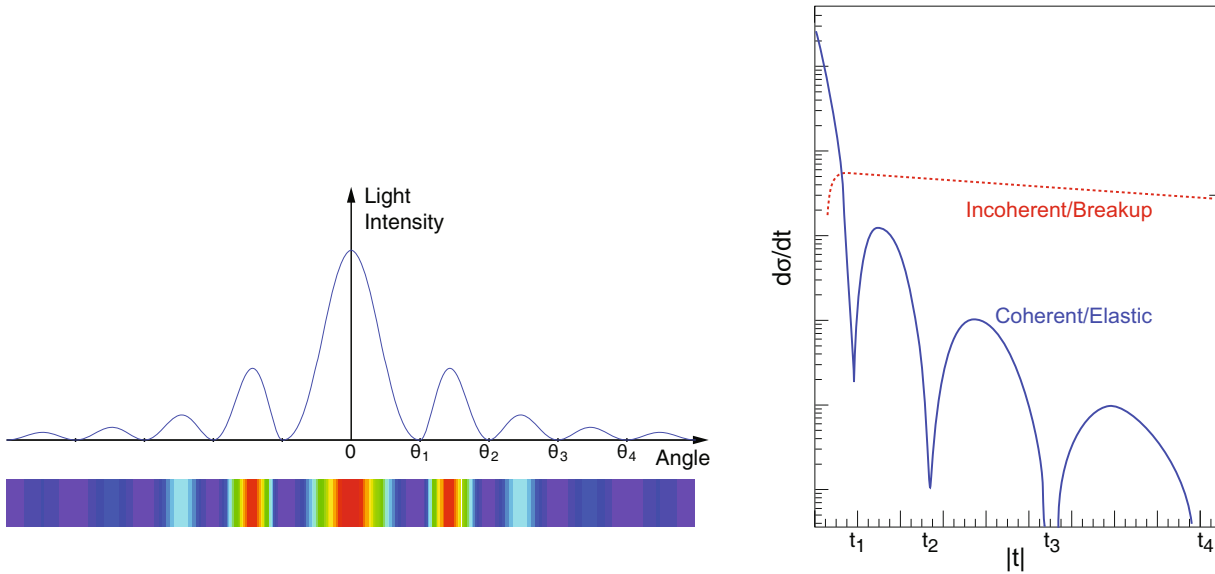 Light
Intensity
0 θ1 θ2 θ3 θ4 Angle
dσ/dt
Incoherent/Breakup
Coherent/Elastic
t1 t2 t3 t4
|t|